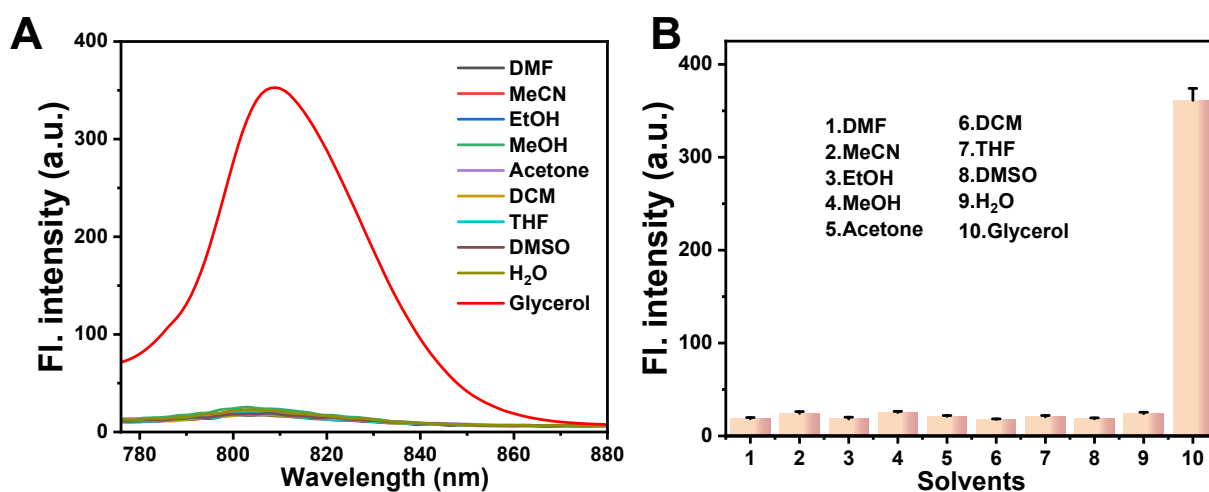 A
Fl. intensity (a.u.)
400
300
200
100
0
DMF
MeCN
EtOH
MeOH
Acetone
DCM
THF
DMSO
H₂O
Glycerol
780 800 820 840 860 880
Wavelength (nm)
B
Fl. intensity (a.u.)
400
300
200
100
0
1.DMF
2.MeCN
3.EtOH
4.MeOH
5.Acetone
6.DCM
7.THF
8.DMSO
9.H₂O
10.Glycerol
1 2 3 4 5 6 7 8 9 10
Solvents